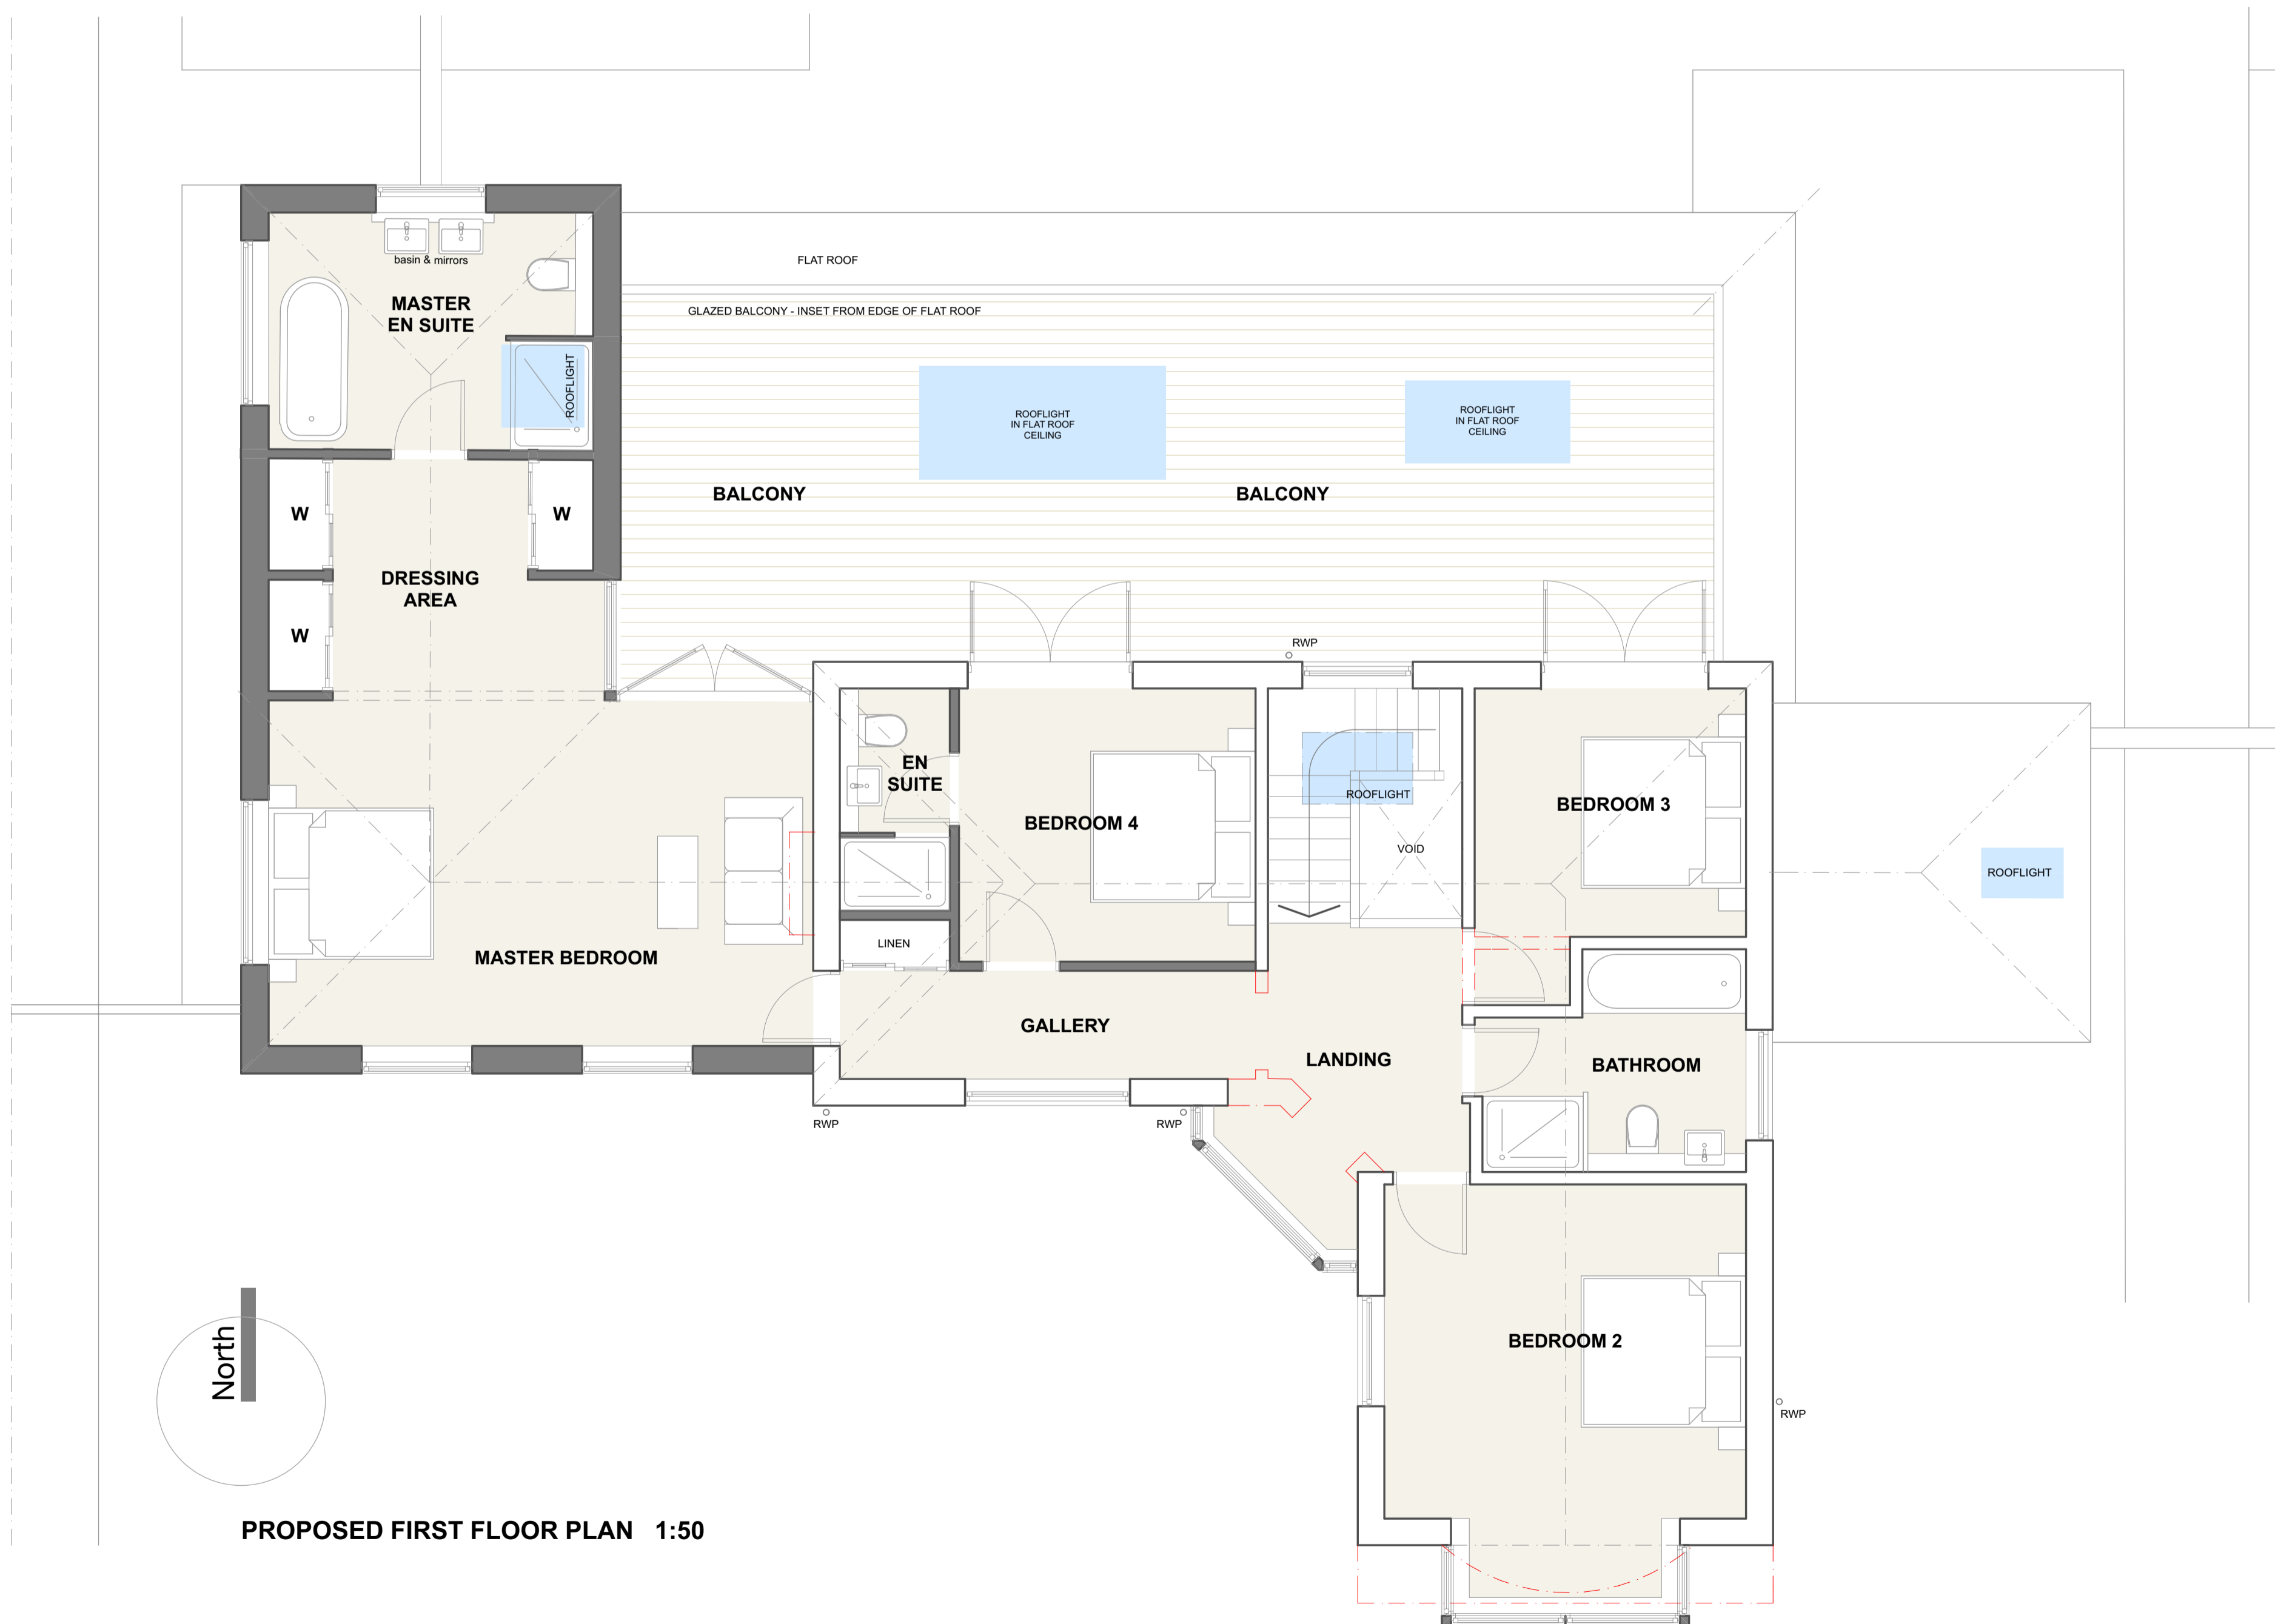 FLAT ROOF
basin & mirrors
MASTER
EN SUITE
GLAZED BALCONY - INSET FROM EDGE OF FLAT ROOF
ROOFLIGHT
ROOFLIGHT
IN FLAT ROOF
CEILING
ROOFLIGHT
IN FLAT ROOF
CEILING
BALCONY
BALCONY
W
W
DRESSING
AREA
W
RWP
EN
SUITE
BEDROOM 4
ROOFLIGHT
VOID
BEDROOM 3
ROOFLIGHT
LINEN
MASTER BEDROOM
GALLERY
LANDING
BATHROOM
RWP
RWP
BEDROOM 2
RWP
North
PROPOSED FIRST FLOOR PLAN 1:50